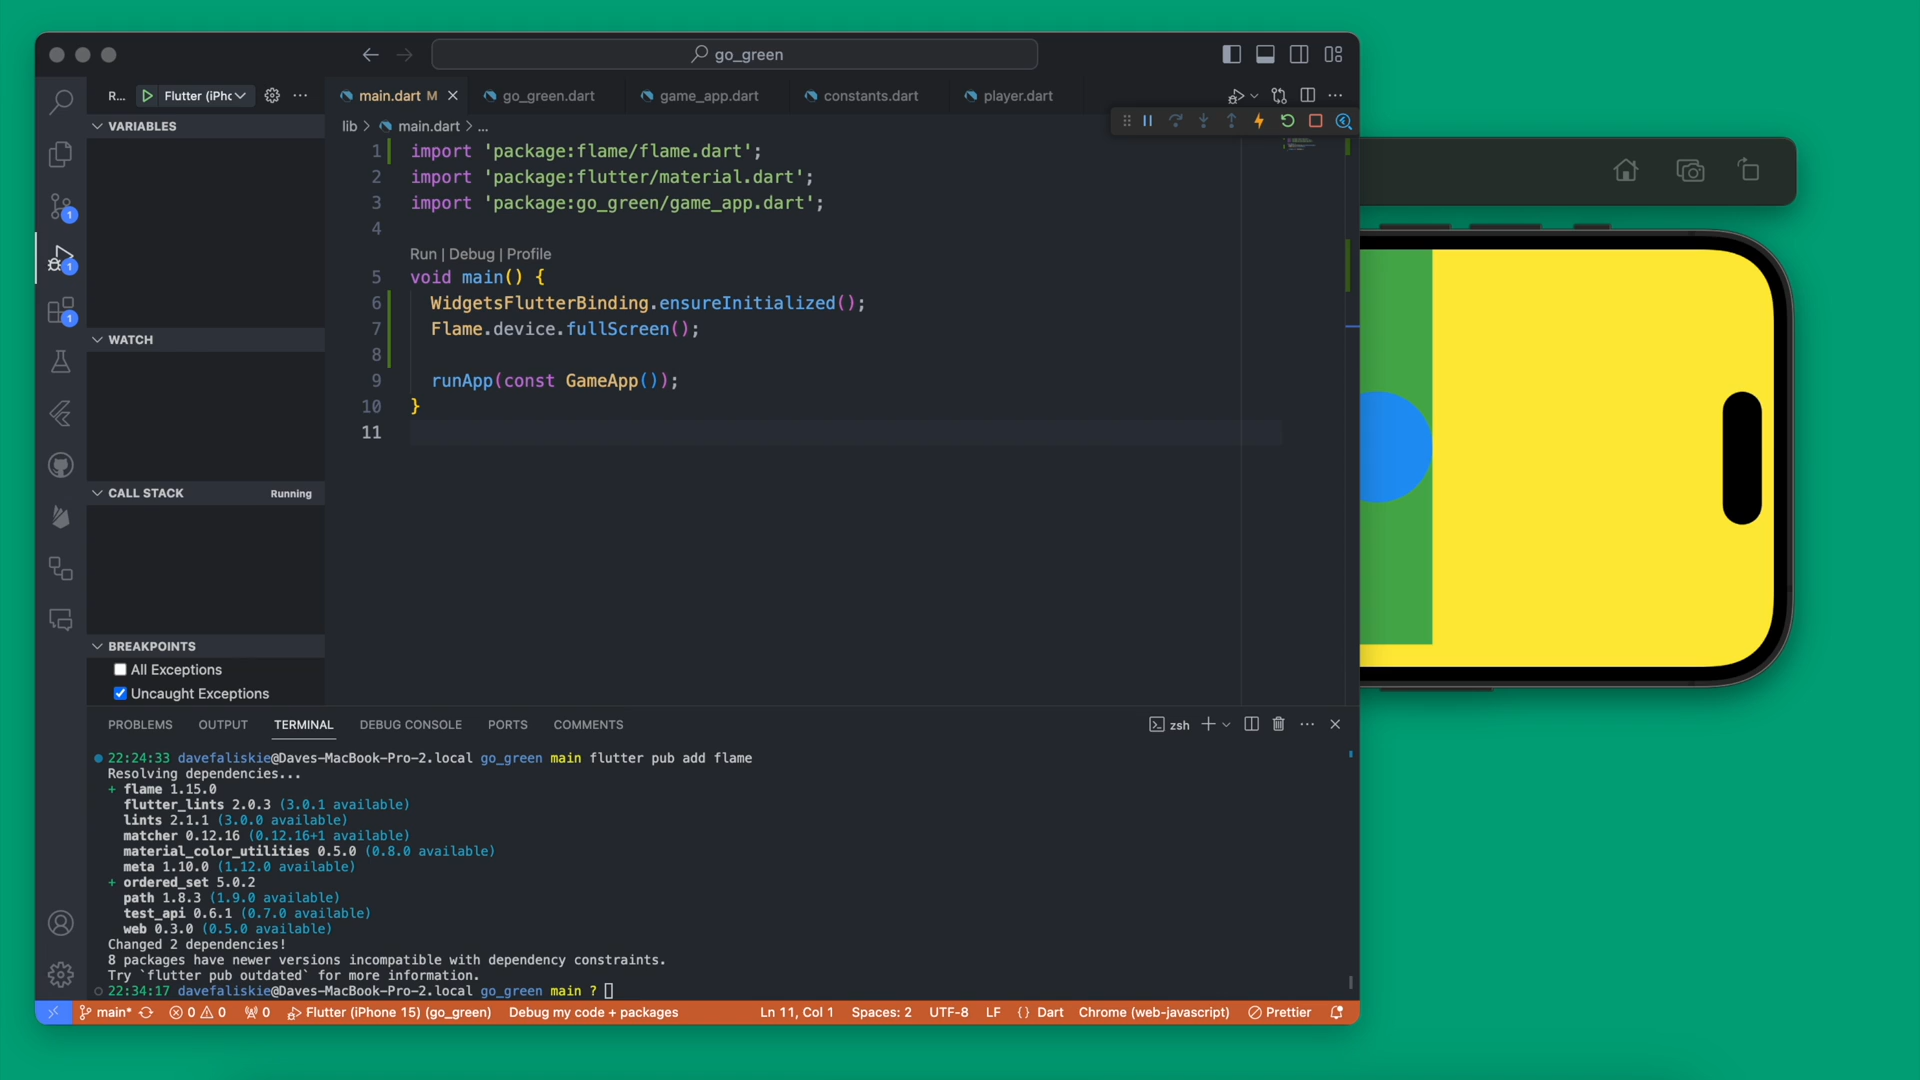 go_green
R...
Flutter (iPhc
main.dart M
go_green.dart
game_app.dart
constants.dart
player.dart
lib > main.dart > ...
VARIABLES
1 import 'package:flame/flame.dart';
2 import 'package:flutter/material.dart';
3 import 'package:go_green/game_app.dart';
4
Run | Debug | Profile
5 void main() {
6 WidgetsFlutterBinding.ensureInitialized();
7 Flame.device.fullScreen();
8
9 runApp(const GameApp());
10 }
11
1
1
1
WATCH
CALL STACK
Running
BREAKPOINTS
All Exceptions
Uncaught Exceptions
PROBLEMS OUTPUT TERMINAL DEBUG CONSOLE PORTS COMMENTS
zsh
22:24:33 davefaliskie@Daves-MacBook-Pro-2.local go_green main flutter pub add flame
Resolving dependencies...
+ flame 1.15.0
flutter_lints 2.0.3 (3.0.1 available)
lints 2.1.1 (3.0.0 available)
matcher 0.12.16 (0.12.16+1 available)
material_color_utilities 0.5.0 (0.8.0 available)
meta 1.10.0 (1.12.0 available)
+ ordered_set 5.0.2
path 1.8.3 (1.9.0 available)
test_api 0.6.1 (0.7.0 available)
web 0.3.0 (0.5.0 available)
Changed 2 dependencies!
8 packages have newer versions incompatible with dependency constraints.
Try `flutter pub outdated` for more information.
22:34:17 davefaliskie@Daves-MacBook-Pro-2.local go_green main ?
main* 0 0 0 Flutter (iPhone 15) (go_green) Debug my code + packages Ln 11, Col 1 Spaces: 2 UTF-8 LF {} Dart Chrome (web-javascript) Prettier